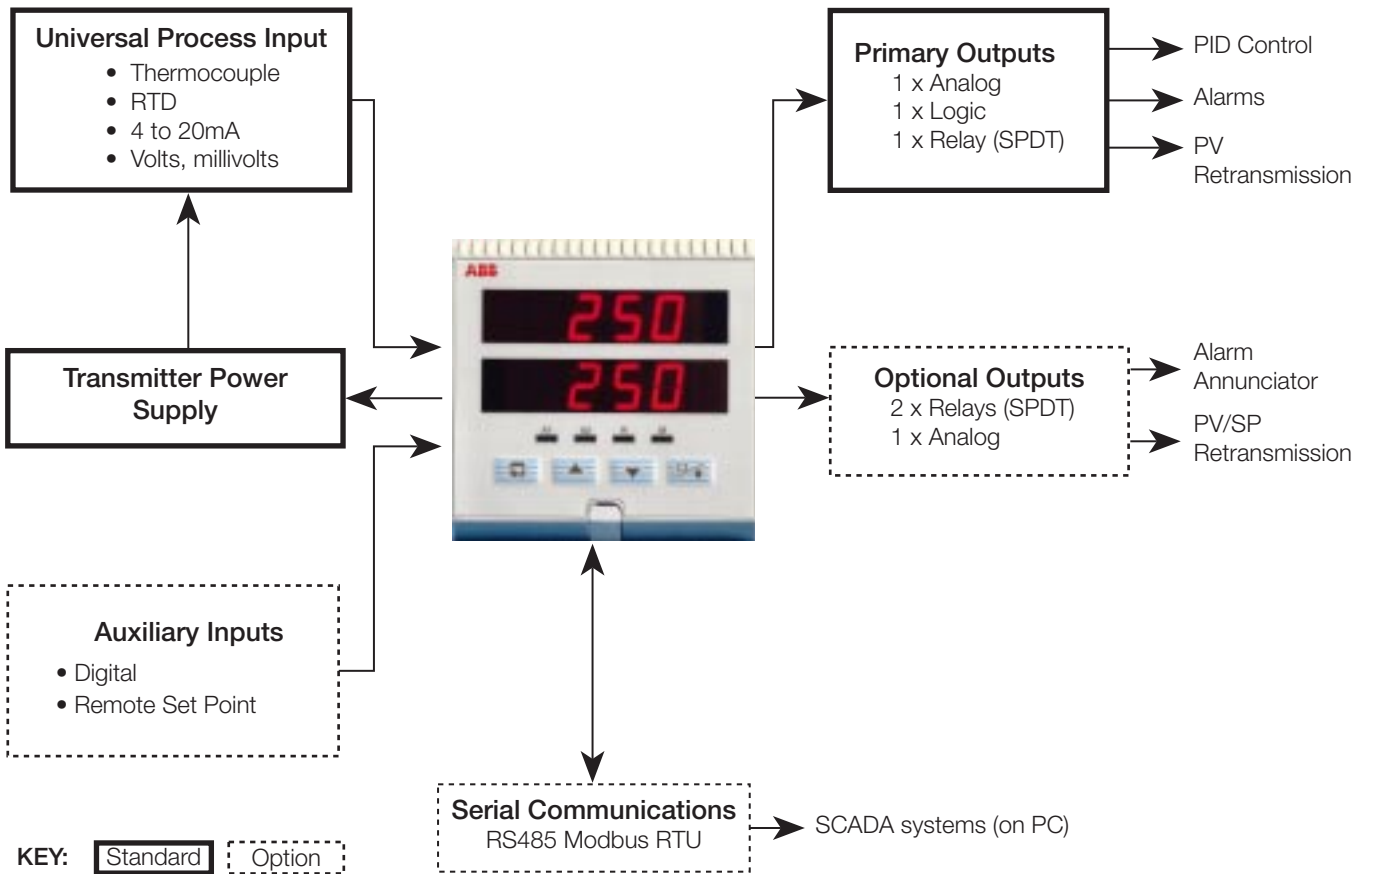 Universal Process Input
• Thermocouple
• RTD
• 4 to 20mA
• Volts, millivolts
Transmitter Power
Supply
Auxiliary Inputs
• Digital
• Remote Set Point
ABB
250
250
Primary Outputs
1 x Analog
1 x Logic
1 x Relay (SPDT)
PID Control
Alarms
PV
Retransmission
Optional Outputs
2 x Relays (SPDT)
1 x Analog
Alarm
Annunciator
PV/SP
Retransmission
Serial Communications
RS485 Modbus RTU
SCADA systems (on PC)
KEY: Standard Option